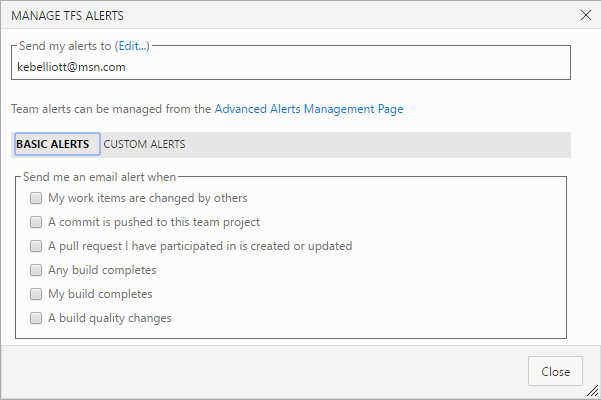 MANAGE TFS ALERTS
Send my alerts to (Edit...)
kebelliott@msn.com
Team alerts can be managed from the Advanced Alerts Management Page
BASIC ALERTS CUSTOM ALERTS
Send me an email alert when
My work items are changed by others
A commit is pushed to this team project
A pull request I have participated in is created or updated
Any build completes
My build completes
A build quality changes
Close